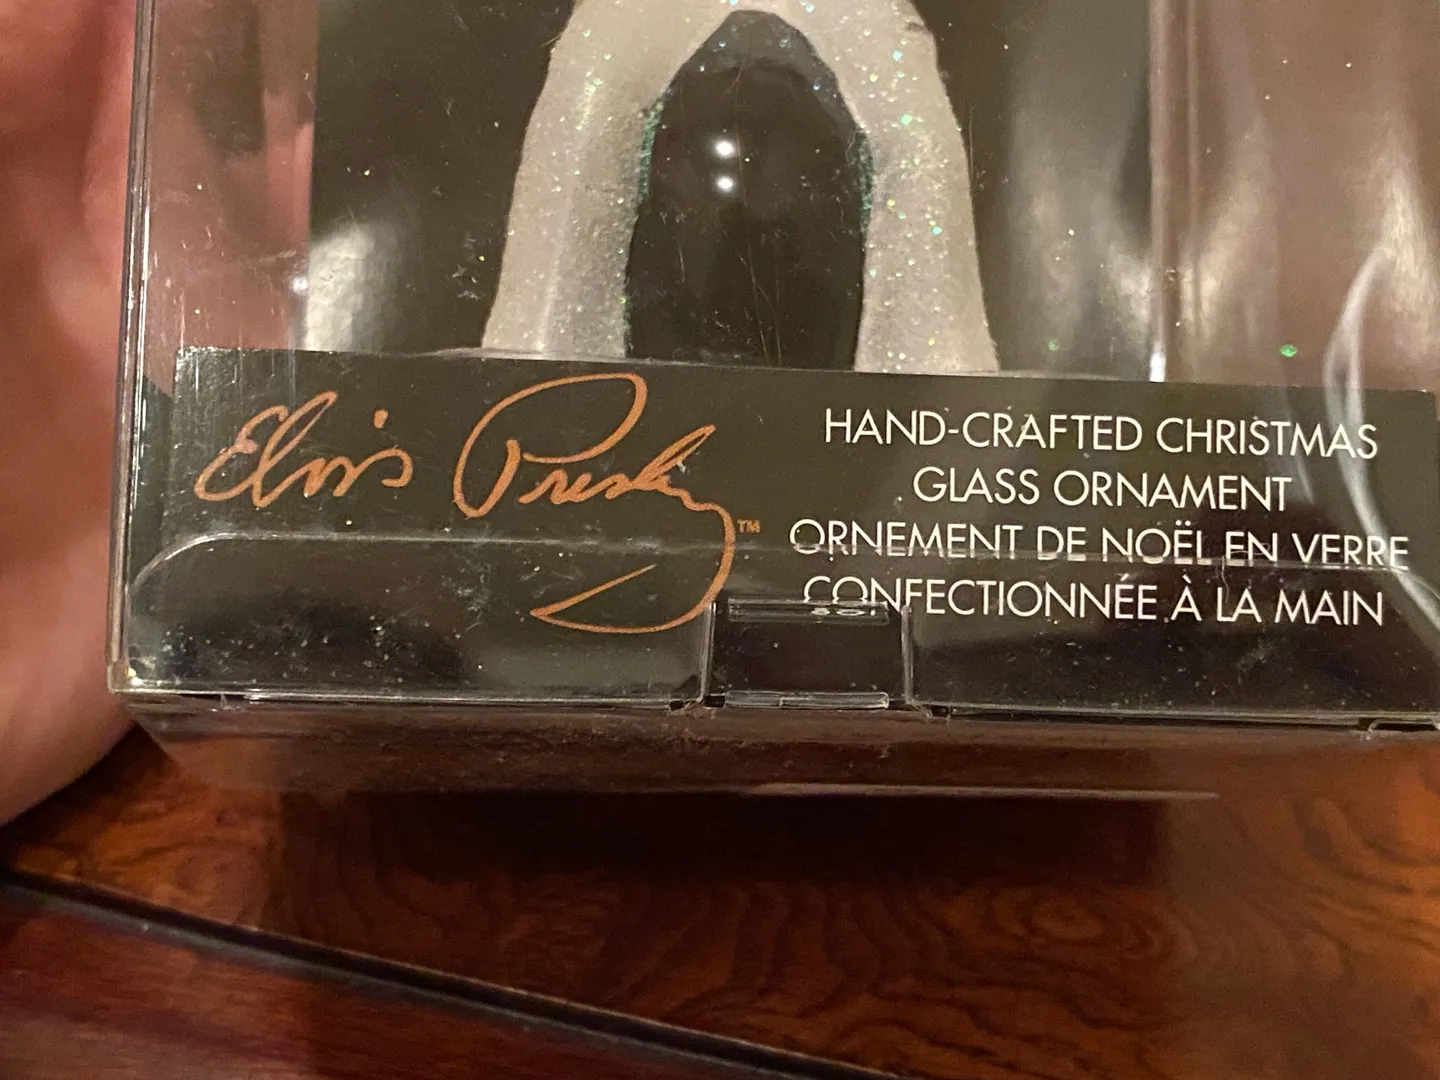 Elvis Presley™
HAND-CRAFTED CHRISTMAS
GLASS ORNAMENT
ORNEMENT DE NOËL EN VERRE
CONFECTIONNÉE À LA MAIN